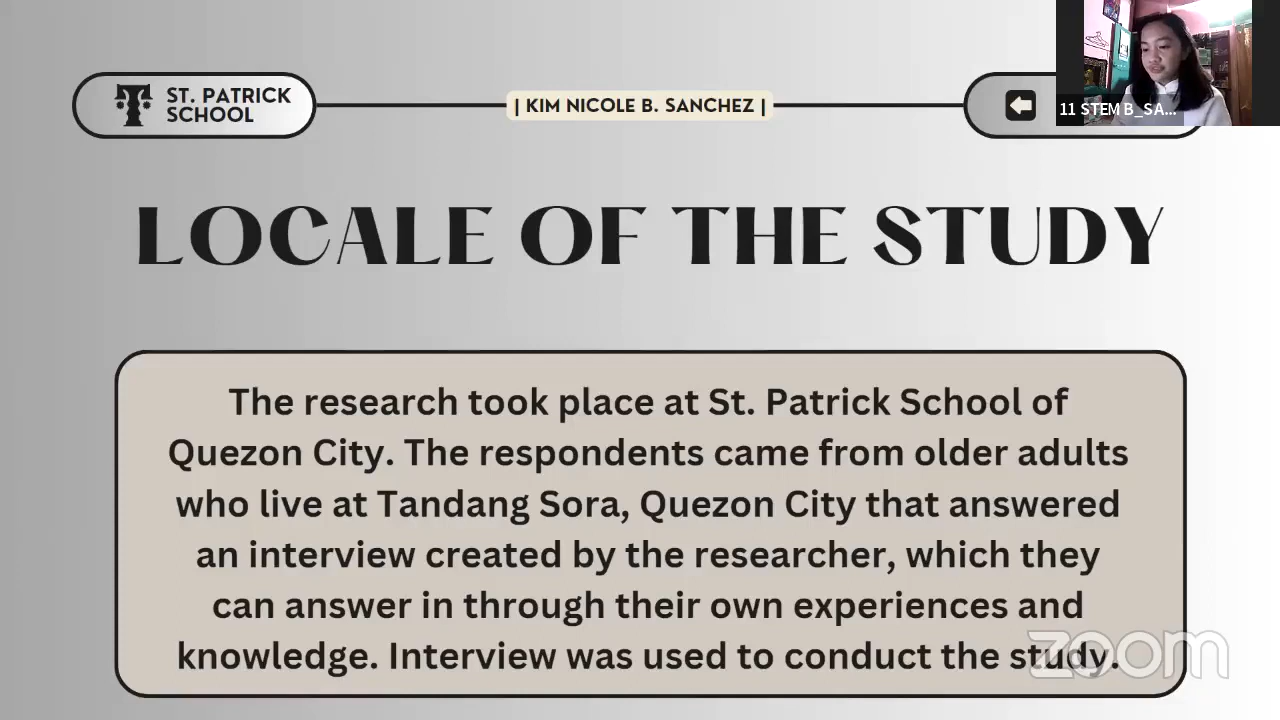 ST. PATRICK
SCHOOL
| KIM NICOLE B. SANCHEZ |
11 STEM B_SA...
LOCALE OF THE STUDY
The research took place at St. Patrick School of
Quezon City. The respondents came from older adults
who live at Tandang Sora, Quezon City that answered
an interview created by the researcher, which they
can answer in through their own experiences and
knowledge. Interview was used to conduct the study.
zoom